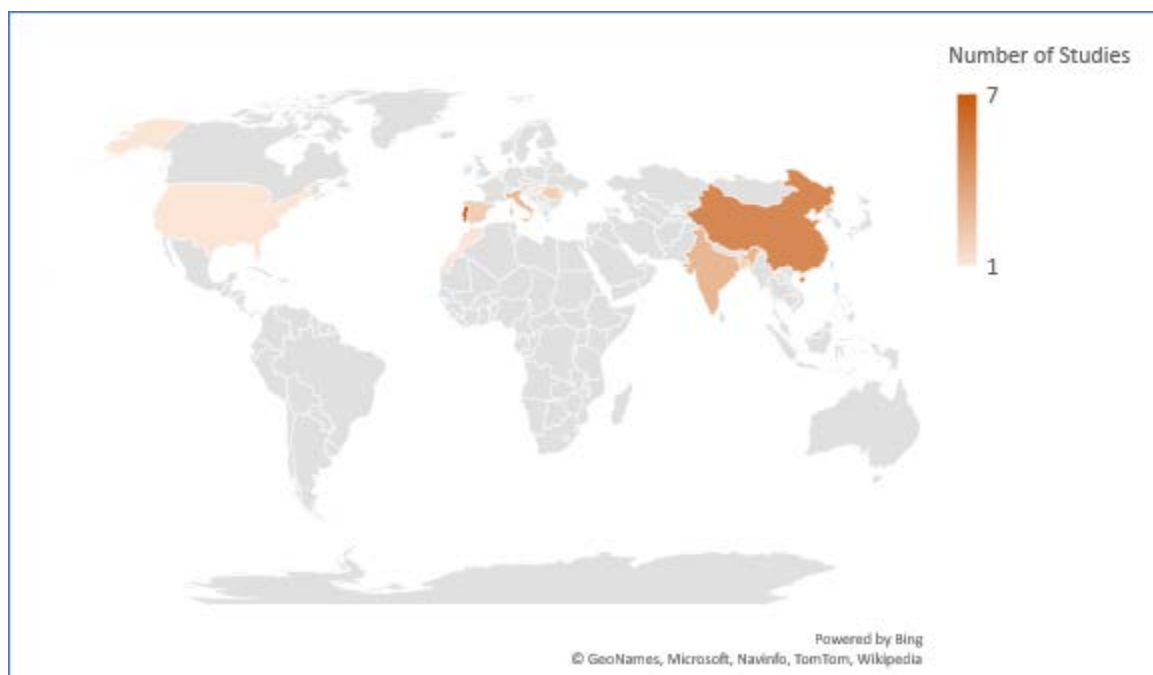 Number of Studies
7
1
Powered by Bing
© GeoNames, Microsoft, Navinfo, TomTom, Wikipedia